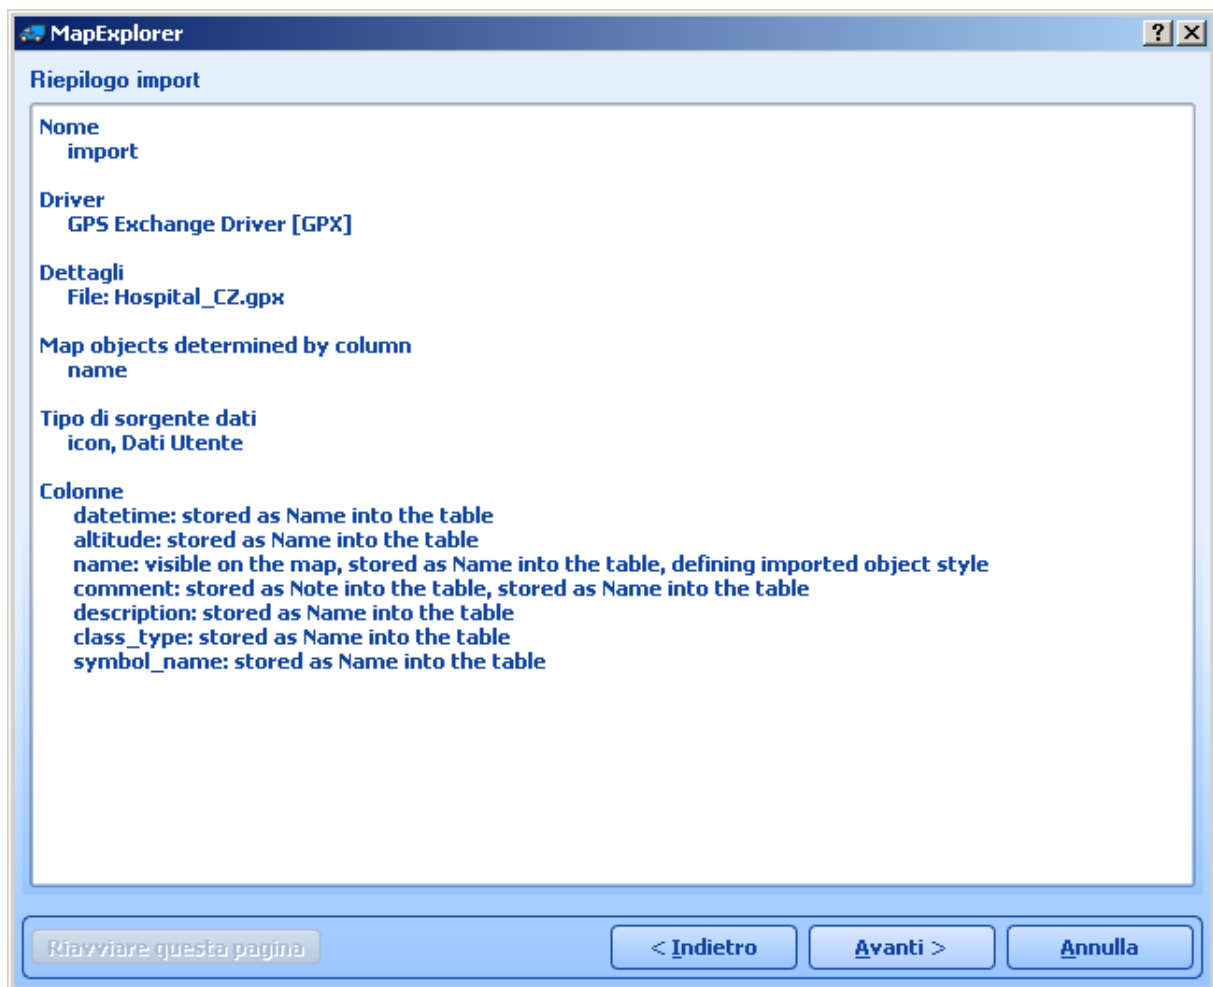 MapExplorer
Riepilogo import
Nome
import
Driver
GPS Exchange Driver [GPX]
Dettagli
File: Hospital_CZ.gpx
Map objects determined by column
name
Tipo di sorgente dati
icon, Dati Utente
Colonne
datetime: stored as Name into the table
altitude: stored as Name into the table
name: visible on the map, stored as Name into the table, defining imported object style
comment: stored as Note into the table, stored as Name into the table
description: stored as Name into the table
class_type: stored as Name into the table
symbol_name: stored as Name into the table
Riavviare questa pagina < Indietro Avanti > Annulla